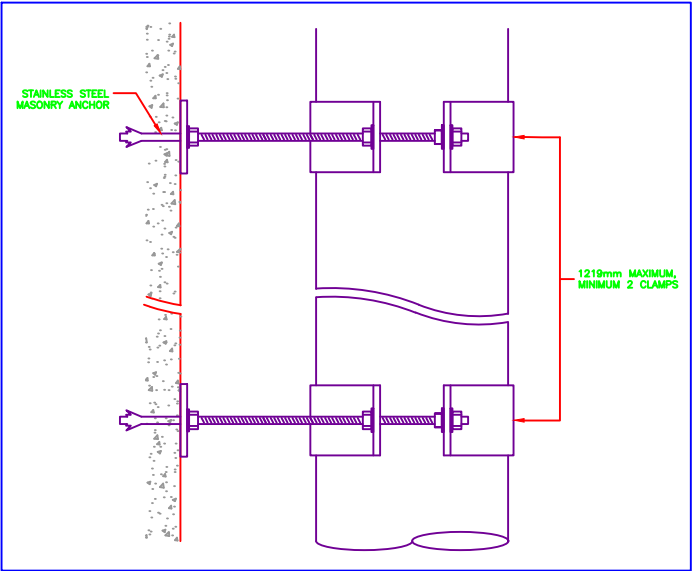 STAINLESS STEEL
MASONRY ANCHOR
1219mm MAXIMUM,
MINIMUM 2 CLAMPS